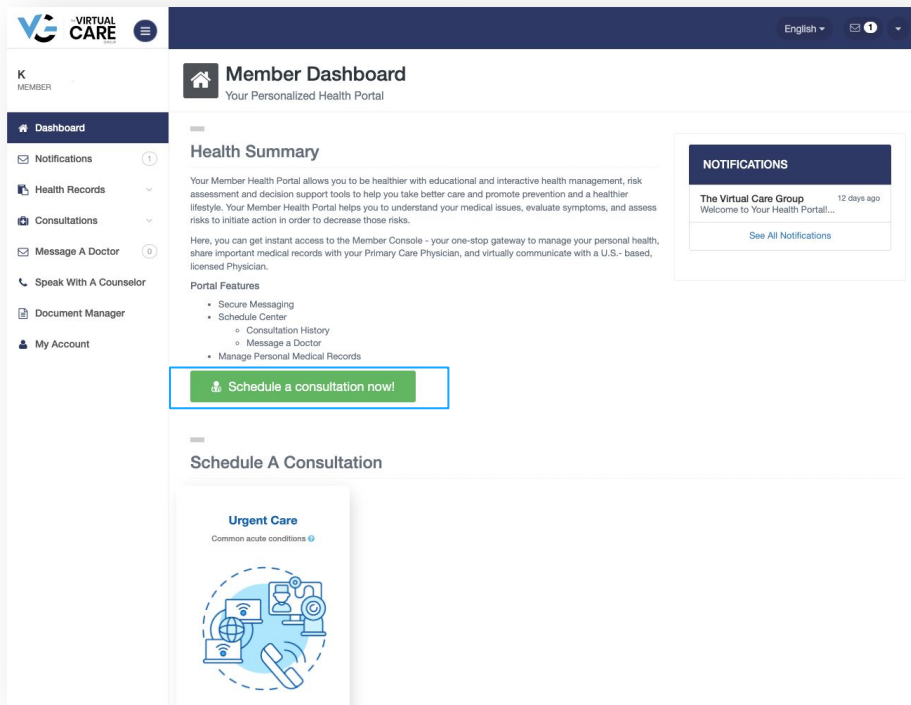 THE VIRTUAL
CARE
GROUP
English
1
K
MEMBER
Member Dashboard
Your Personalized Health Portal
Dashboard
Notifications 1
Health Records
Consultations
Message A Doctor 0
Speak With A Counselor
Document Manager
My Account
Health Summary
Your Member Health Portal allows you to be healthier with educational and interactive health management, risk
assessment and decision support tools to help you take better care and promote prevention and a healthier
lifestyle. Your Member Health Portal helps you to understand your medical issues, evaluate symptoms, and assess
risks to initiate action in order to decrease those risks.
Here, you can get instant access to the Member Console - your one-stop gateway to manage your personal health,
share important medical records with your Primary Care Physician, and virtually communicate with a U.S.- based,
licensed Physician.
Portal Features
• Secure Messaging
• Schedule Center
○ Consultation History
○ Message a Doctor
• Manage Personal Medical Records
Schedule a consultation now!
NOTIFICATIONS
The Virtual Care Group 12 days ago
Welcome to Your Health Portal!...
See All Notifications
Schedule A Consultation
Urgent Care
Common acute conditions ?